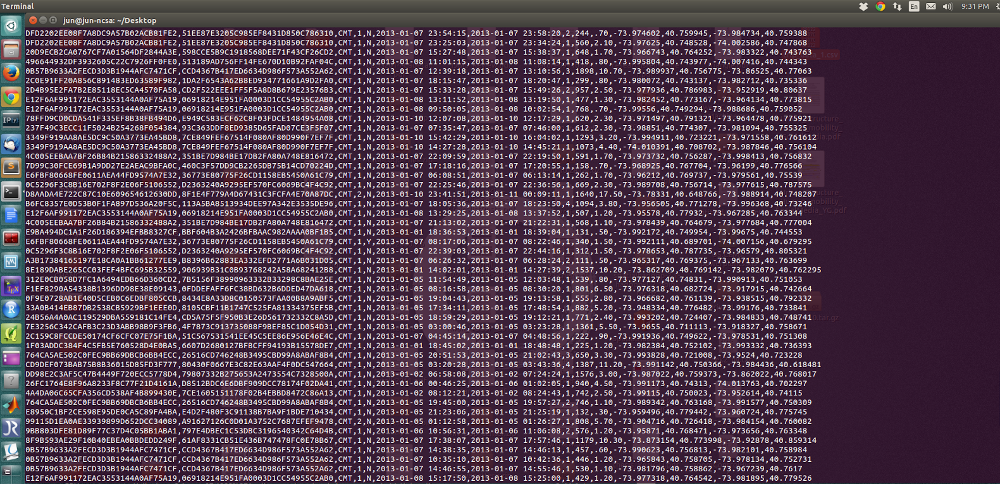 Terminal
En
9:31 PM
jun@jun-ncsa: ~/Desktop
DFD2202EE08F7A8DC9A57B02ACB81FE2,51EE87E3205C985EF8431D850C786310,CMT,1,N,2013-01-07 23:54:15,2013-01-07 23:58:20,2,244,.70,-73.974602,40.759945,-73.984734,40.759388
DFD2202EE08F7A8DC9A57B02ACB81FE2,51EE87E3205C985EF8431D850C786310,CMT,1,N,2013-01-07 23:25:03,2013-01-07 23:34:24,1,560,2.10,-73.97625,40.748528,-74.002586,40.747868
20D9ECB2CA0767CF7A01564DF2844A3E,598CCE5B9C1918568DEE71F43CF26CD2,CMT,1,N,2013-01-07 15:27:48,2013-01-07 15:38:37,1,648,1.70,-73.966743,40.764252,-73.983322,40.743763
496644932DF3932605C22C7926FF0FE0,513189AD756FF14FE670D10B92FAF04C,CMT,1,N,2013-01-08 11:01:15,2013-01-08 11:08:14,1,418,.80,-73.995804,40.743977,-74.007416,40.744343
0B57B9633A2FECD3D3B1944AFC7471CF,CCD4367B417ED6634D986F573A552A62,CMT,1,N,2013-01-07 12:39:18,2013-01-07 13:10:56,3,1898,10.70,-73.989937,40.756775,-73.86525,40.77063
2C0E91FF20A856C891483ED63589F982,1DA2F6543A62B8ED934771661A9D2FA0,CMT,1,N,2013-01-07 18:15:47,2013-01-07 18:20:47,1,299,.80,-73.980072,40.743137,-73.982712,40.735336
2D4B95E2FA7B2E85118EC5CA4570FA58,CD2F522EEE1FF5F5A8D8B679E23576B3,CMT,1,N,2013-01-07 15:33:28,2013-01-07 15:49:26,2,957,2.50,-73.977936,40.786983,-73.952919,40.80637
E12F6AF991172EAC3553144A0AF75A19,06918214E951FA0003D1CC54955C2AB0,CMT,1,N,2013-01-08 13:11:52,2013-01-08 13:19:50,1,477,1.30,-73.982452,40.773167,-73.964134,40.773815
E12F6AF991172EAC3553144A0AF75A19,06918214E951FA0003D1CC54955C2AB0,CMT,1,N,2013-01-08 09:50:05,2013-01-08 10:02:54,1,768,.70,-73.99556,40.749294,-73.988686,40.759052
78FFD9CD0CDA541F335EF8B38FB494D6,E949C583ECF62C8F03FDCE1484954A08,CMT,1,N,2013-01-10 12:07:08,2013-01-10 12:17:29,1,620,2.30,-73.971497,40.791321,-73.964478,40.775921
237F49C3ECC11F5024B254268F054384,93C363DDF8ED9385D65FAD07CE3F5F07,CMT,1,N,2013-01-07 07:35:47,2013-01-07 07:46:00,1,612,2.30,-73.98851,40.774307,-73.981094,40.755325
3349F919AA8AE5DC9C50A3773EA45BD8,7CE849FEF67514F080AF80D990F7EF7F,CMT,1,N,2013-01-10 15:42:29,2013-01-10 16:04:02,1,1293,3.20,-73.994911,40.723221,-73.971558,40.761612
3349F919AA8AE5DC9C50A3773EA45BD8,7CE849FEF67514F080AF80D990F7EF7F,CMT,1,N,2013-01-10 14:27:28,2013-01-10 14:45:21,1,1073,4.40,-74.010391,40.708702,-73.987846,40.756104
4C005EEBAA7BF26B84B21586332488A2,351BE7D984BE17DB2FA80A748E816472,CMT,1,N,2013-01-07 22:09:59,2013-01-07 22:19:50,1,591,1.70,-73.973732,40.756287,-73.998413,40.756832
7D99C30FCE69B1A9DD27E2AEAC9BFA0C,460C3F57DD9CB2265DB75B14CD70224D,CMT,1,N,2013-01-07 17:18:16,2013-01-07 17:20:55,1,158,.70,-73.968925,40.767704,-73.96199,40.776566
E6FBF80668FE0611AEA44FD9574A7E32,36773E80775F26CD1158EB5450A61C79,CMT,1,N,2013-01-07 06:08:51,2013-01-07 06:13:14,1,262,1.70,-73.96212,40.769737,-73.979561,40.75539
0C5296F3C8B16E702F8F2E06F5106552,D2363240A9295EF570FC6069BC4F4C92,CMT,1,N,2013-01-07 22:25:46,2013-01-07 22:36:56,1,669,2.30,-73.989708,40.756714,-73.977615,40.787575
D8AADA4E722C87C10E609654612630DD,8F1E4F779A4D67431C3FCFA4E70A87DC,CMT,2,N,2013-01-10 23:41:51,2013-01-11 00:09:11,1,1640,17.50,-73.78331,40.648766,-73.988914,40.748207
B6FC8357E0D53B0F1FA897D536A20F5C,113A5BA8513934DEE97A342E3535DE96,CMT,1,N,2013-01-07 18:05:36,2013-01-07 18:23:50,4,1094,3.80,-73.956505,40.771278,-73.996368,40.73246
E12F6AF991172EAC3553144A0AF75A19,06918214E951FA0003D1CC54955C2AB0,CMT,1,N,2013-01-08 13:29:25,2013-01-08 13:37:52,1,507,1.20,-73.95578,40.77932,-73.967285,40.763344
4C005EEBAA7BF26B84B21586332488A2,351BE7D984BE17DB2FA80A748E816472,CMT,1,N,2013-01-07 21:13:02,2013-01-07 21:22:31,1,568,1.10,-73.978439,40.764679,-73.977684,40.777004
E9BA494DC1A1F26D186394EFBB8327CF,BBF604B3A2426BFBAAC982AAAA0BF1B5,CMT,1,N,2013-01-01 18:36:53,2013-01-01 18:39:04,1,131,.50,-73.992172,40.749954,-73.99675,40.744553
E6FBF80668FE0611AEA44FD9574A7E32,36773E80775F26CD1158EB5450A61C79,CMT,1,Y,2013-01-07 08:17:06,2013-01-07 08:22:46,1,340,1.50,-73.992111,40.689701,-74.007156,40.679295
0C5296F3C8B16E702F8F2E06F5106552,D2363240A9295EF570FC6069BC4F4C92,CMT,1,N,2013-01-07 22:39:03,2013-01-07 22:44:16,1,312,1.50,-73.978653,40.787735,-73.96579,40.805321
A3B17384165197E18CA0A1BB61277EE9,B8396B62883EA332EFD2771A6B031D05,CMT,1,N,2013-01-07 06:26:32,2013-01-07 06:28:24,2,111,.50,-73.965317,40.769375,-73.967133,40.763699
8E189DABE265CC03FEF4BFC695B32559,906939B31C0B93768242A58A682412B8,CMT,1,N,2013-01-01 14:02:01,2013-01-01 14:27:39,2,1537,10.20,-73.862709,40.769142,-73.982079,40.762295
312E0CB058D7FC1A6494EDB66D360CD2,7B5156F38990963332B33298C8BAE25E,CMT,1,N,2013-01-05 11:54:49,2013-01-05 12:03:48,1,539,.80,-73.977127,40.74831,-73.990913,40.751053
F1EF8290A54338B1396DD98E38E09143,0FDDEFAFF6FC38BD632B6DDED47DA618,CMT,1,N,2013-01-05 08:16:58,2013-01-05 08:30:20,1,801,6.50,-73.976318,40.682724,-73.917915,40.742664
0F9E0728AB1E40D5CEB0C6EDBF805CCB,8434E8A33D8C0150573FAA00B8A9ABF5,CMT,1,N,2013-01-05 19:04:43,2013-01-05 19:13:58,1,555,2.80,-73.966682,40.761139,-73.938515,40.792332
33A0B414EB87DB2538CB5929BF1EEE0D,8105CBF11B1747C525FA81334375EF5B,CMT,1,N,2013-01-05 17:34:11,2013-01-05 17:48:54,1,882,5.20,-73.948334,40.776482,-73.99176,40.733841
24B56A4A0AC119529DBA559181C14FE4,CD5A75F5F950B3E26D561732332C8A5D,CMT,1,N,2013-01-05 18:59:29,2013-01-05 19:12:21,1,771,2.40,-73.993202,40.724407,-73.984833,40.748741
7E3256C342CAFB3C23D3ABB98B9F3FB6,4F7873C913735088F9BEF85C1D054D31,CMT,1,N,2013-01-05 03:00:46,2013-01-05 03:23:28,1,1361,5.50,-73.9655,40.711113,-73.918327,40.758671
2C159C8FCCDE50174CF6CFC07E75F1BA,51C567531541EE45C5EE86E956E46E4C,CMT,1,N,2013-01-07 04:45:14,2013-01-07 04:48:56,1,222,.90,-73.991936,40.749622,-73.978531,40.751308
1F03ADDC384F4C5FB5E760528D4E0BA5,6607D2680127BFBCFF94193B15578DE7,CMT,1,N,2013-01-01 18:45:02,2013-01-01 18:48:48,1,225,1.20,-73.982384,40.752102,-73.993332,40.736393
764CA5AE502C0FEC9BB69DBCB6BB4ECC,26516CD746248B3495CBD99A8ABAF8B4,CMT,1,N,2013-01-05 20:51:53,2013-01-05 21:02:43,3,650,3.30,-73.993828,40.721008,-73.9524,40.723228
CD9DEF073BAB75B8B36015D85FD3F777,80430F0667E3C82E63AAF4F0DC547664,CMT,1,N,2013-01-05 03:20:28,2013-01-05 03:43:36,4,1387,11.20,-73.991142,40.750366,-73.984436,40.618481
DD98E2C3AF5C47B4449F720ECC5778D4,79807332B275653A2473554C7328500A,CMT,1,N,2013-01-02 06:58:08,2013-01-02 07:24:24,1,1576,3.00,-73.987022,40.759373,-73.862022,40.768017
26FC1764E8F96A8233F8C77F21D4161A,D8512BDC6E6DBF909DCC78174F02DA41,CMT,1,N,2013-01-06 00:46:25,2013-01-06 01:02:05,1,940,4.50,-73.991173,40.74313,-74.013763,40.702297
4A4DA06C65CFA356CD538AF4B899430E,7CE1605151178F02B4EBBD8472C86A13,CMT,1,N,2013-01-02 08:12:21,2013-01-02 08:24:43,1,742,2.50,-73.99115,40.750023,-73.952614,40.74115
764CA5AE502C0FEC9BB69DBCB6BB4ECC,26516CD746248B3495CBD99A8ABAF8B4,CMT,1,N,2013-01-05 19:45:00,2013-01-05 19:57:27,2,746,1.10,-73.989342,40.763168,-73.991577,40.750309
E8950C1BF2CE598E95DE0CA5C89FA4BA,E4D2F480F3C91138B7BA9F1BDE710434,CMT,1,N,2013-01-05 21:23:06,2013-01-05 21:25:19,1,132,.30,-73.959496,40.779442,-73.960724,40.775745
99115D1EA0AE33939899D652DCC34089,A91627126C0D01A3752C7687EFEF9478,CMT,2,N,2013-01-05 01:12:58,2013-01-05 01:26:27,1,808,5.70,-73.904716,40.726418,-73.984154,40.760082
9BB803DFE81D89F77C37D4C05BB1ABA1,797E4DBEC1C53DBC3196540342C64D4B,CMT,1,N,2013-01-06 10:56:31,2013-01-06 11:06:08,2,576,1.20,-73.95871,40.768471,-73.973656,40.763348
8F9B593AE29F10B40EBEA0BBDEDD249F,61AF8331CB51E436B747478FC0E78B67,CMT,1,N,2013-01-07 17:38:07,2013-01-07 17:57:46,1,1179,10.30,-73.873154,40.773998,-73.92878,40.859314
0B57B9633A2FECD3D3B1944AFC7471CF,CCD4367B417ED6634D986F573A552A62,CMT,1,N,2013-01-07 14:38:35,2013-01-07 14:46:13,1,457,.60,-73.990623,40.756813,-73.982101,40.758984
0B57B9633A2FECD3D3B1944AFC7471CF,CCD4367B417ED6634D986F573A552A62,CMT,1,N,2013-01-07 10:35:10,2013-01-07 10:42:36,1,446,1.20,-73.965843,40.758705,-73.978134,40.752731
0B57B9633A2FECD3D3B1944AFC7471CF,CCD4367B417ED6634D986F573A552A62,CMT,1,N,2013-01-07 14:46:55,2013-01-07 14:55:46,1,530,1.10,-73.981796,40.758862,-73.967239,40.7617
E12F6AF991172EAC3553144A0AF75A19,06918214E951FA0003D1CC54955C2AB0,CMT,1,N,2013-01-08 15:17:50,2013-01-08 15:25:00,1,429,1.20,-73.977318,40.764542,-73.981895,40.779526